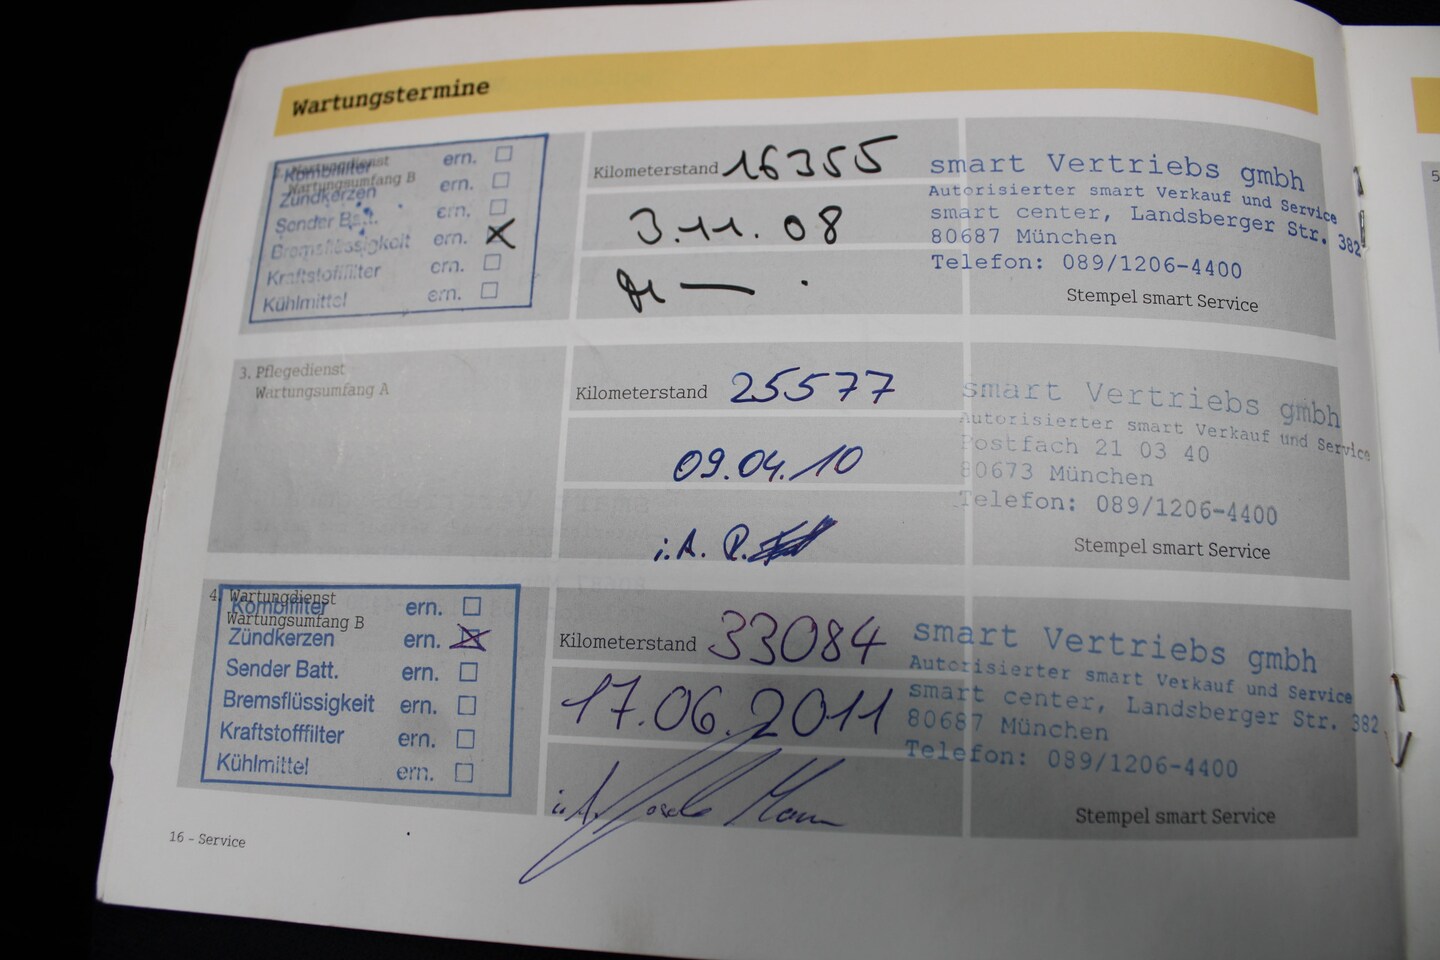 Wartungstermine
Wartungsdienst
Wartungsumfang B
Kombifilter ern.
Zündkerzen ern.
Sender Batt. ern.
Bremsflüssigkeit ern. X
Kraftstofffilter ern.
Kühlmittel ern.
Kilometerstand 16355
3.11.08
smart Vertriebs gmbh
Autorisierter smart Verkauf und Service
smart center, Landsberger Str. 382
80687 München
Telefon: 089/1206-4400
Stempel smart Service
3. Pflegedienst
Wartungsumfang A
Kilometerstand 25577
09.04.10
i.A. P.
smart Vertriebs gmbh
Autorisierter smart Verkauf und Service
Postfach 21 03 40
80673 München
Telefon: 089/1206-4400
Stempel smart Service
4. Wartungdienst
Wartungsumfang B
Kombifilter ern.
Zündkerzen ern. X
Sender Batt. ern.
Bremsflüssigkeit ern.
Kraftstofffilter ern.
Kühlmittel ern.
Kilometerstand 33084
17.06.2011
i.A.
smart Vertriebs gmbh
Autorisierter smart Verkauf und Service
smart center, Landsberger Str. 382
80687 München
Telefon: 089/1206-4400
Stempel smart Service
16 – Service
5